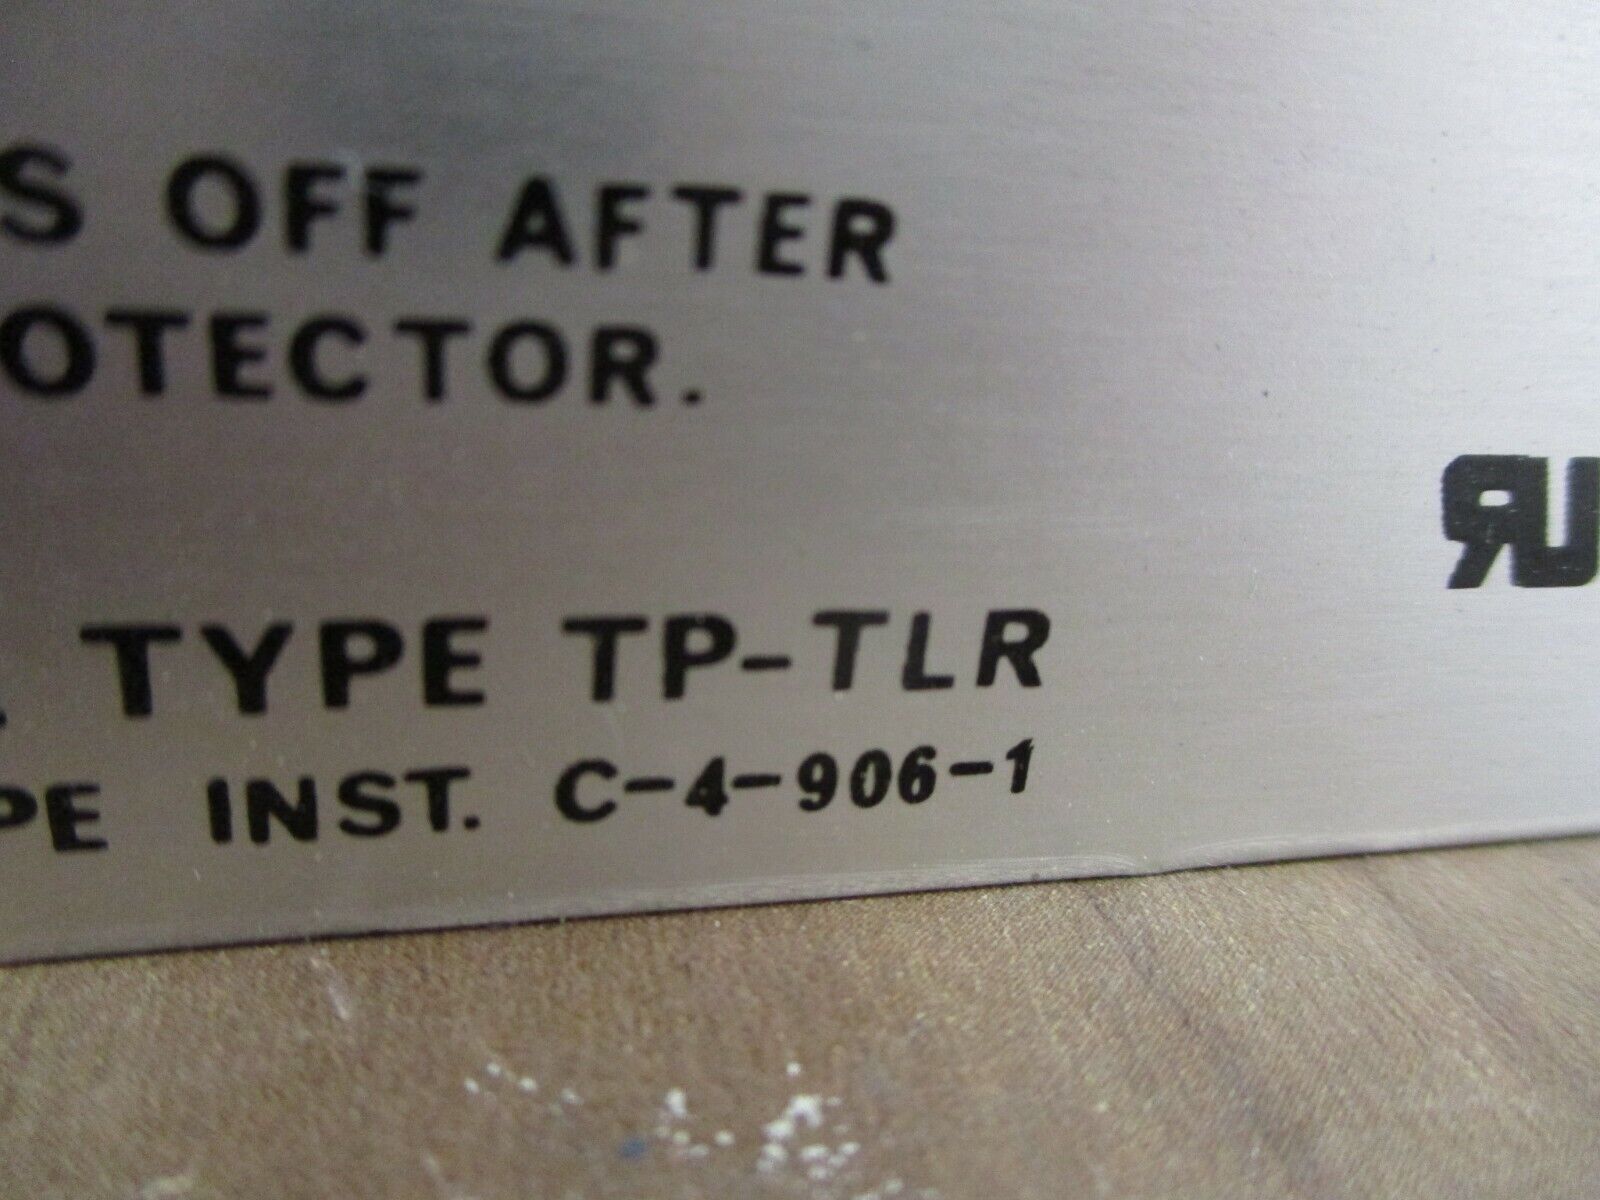 S OFF AFTER
OTECTOR.
TYPE TP-TLR
PE INST. C-4-906-1